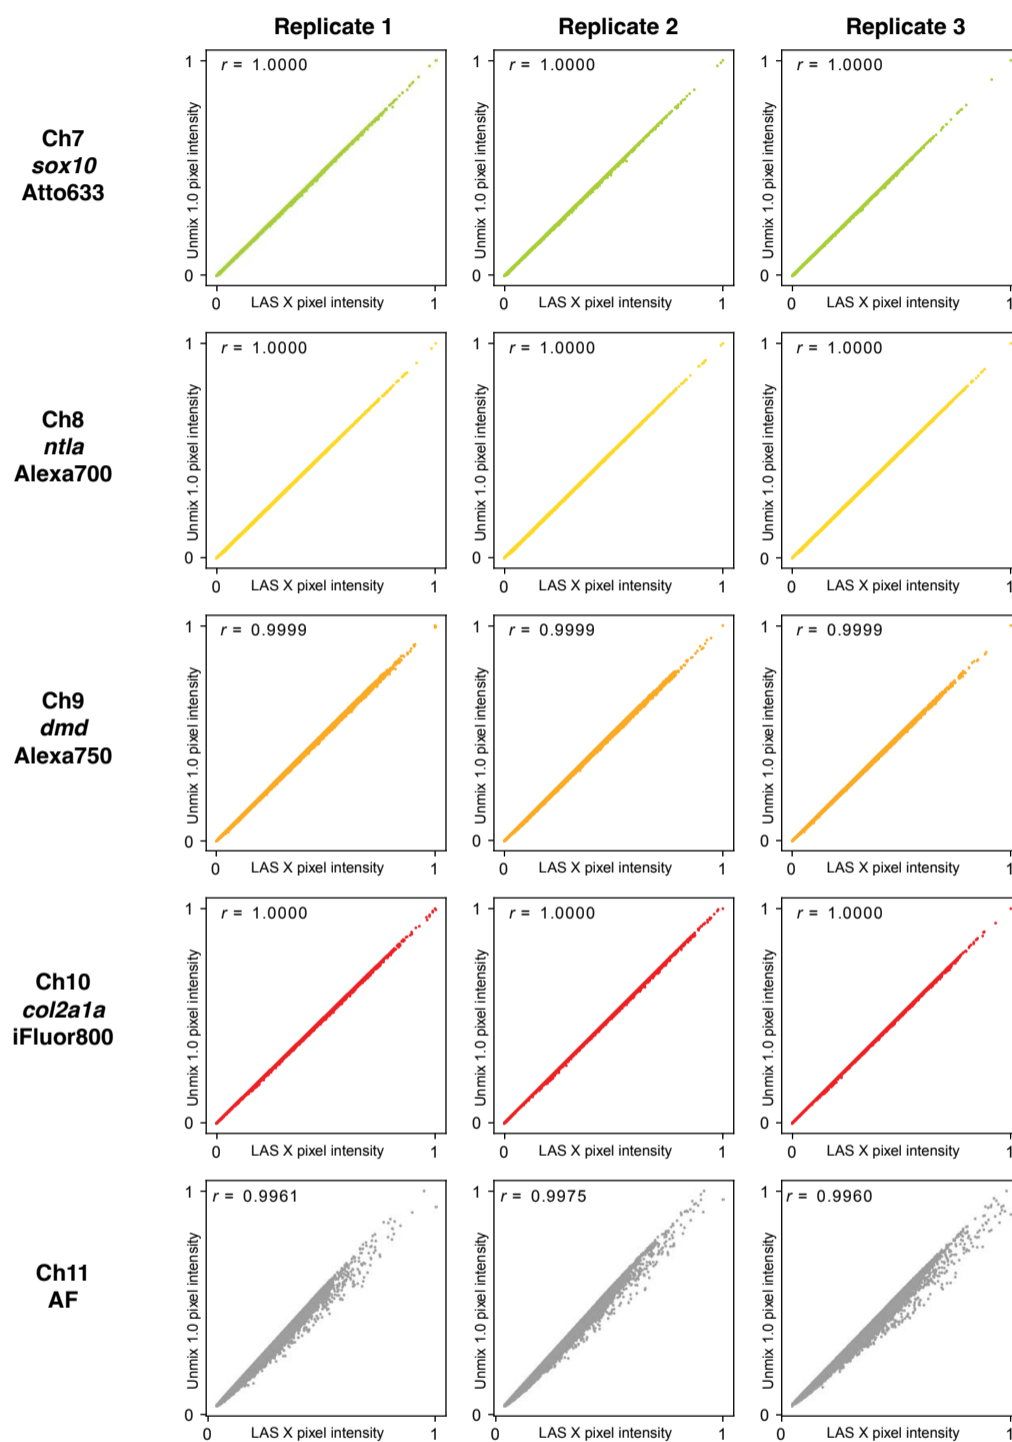 Replicate 1
Replicate 2
Replicate 3
Ch7
sox10
Atto633
1
r = 1.0000
Unmix 1.0 pixel intensity
0
0
LAS X pixel intensity
1
1
r = 1.0000
Unmix 1.0 pixel intensity
0
0
LAS X pixel intensity
1
1
r = 1.0000
Unmix 1.0 pixel intensity
0
0
LAS X pixel intensity
1
Ch8
ntla
Alexa700
1
r = 1.0000
Unmix 1.0 pixel intensity
0
0
LAS X pixel intensity
1
1
r = 1.0000
Unmix 1.0 pixel intensity
0
0
LAS X pixel intensity
1
1
r = 1.0000
Unmix 1.0 pixel intensity
0
0
LAS X pixel intensity
1
Ch9
dmd
Alexa750
1
r = 0.9999
Unmix 1.0 pixel intensity
0
0
LAS X pixel intensity
1
1
r = 0.9999
Unmix 1.0 pixel intensity
0
0
LAS X pixel intensity
1
1
r = 0.9999
Unmix 1.0 pixel intensity
0
0
LAS X pixel intensity
1
Ch10
col2a1a
iFluor800
1
r = 1.0000
Unmix 1.0 pixel intensity
0
0
LAS X pixel intensity
1
1
r = 1.0000
Unmix 1.0 pixel intensity
0
0
LAS X pixel intensity
1
1
r = 1.0000
Unmix 1.0 pixel intensity
0
0
LAS X pixel intensity
1
Ch11
AF
1
r = 0.9961
Unmix 1.0 pixel intensity
0
0
LAS X pixel intensity
1
1
r = 0.9975
Unmix 1.0 pixel intensity
0
0
LAS X pixel intensity
1
1
r = 0.9960
Unmix 1.0 pixel intensity
0
0
LAS X pixel intensity
1